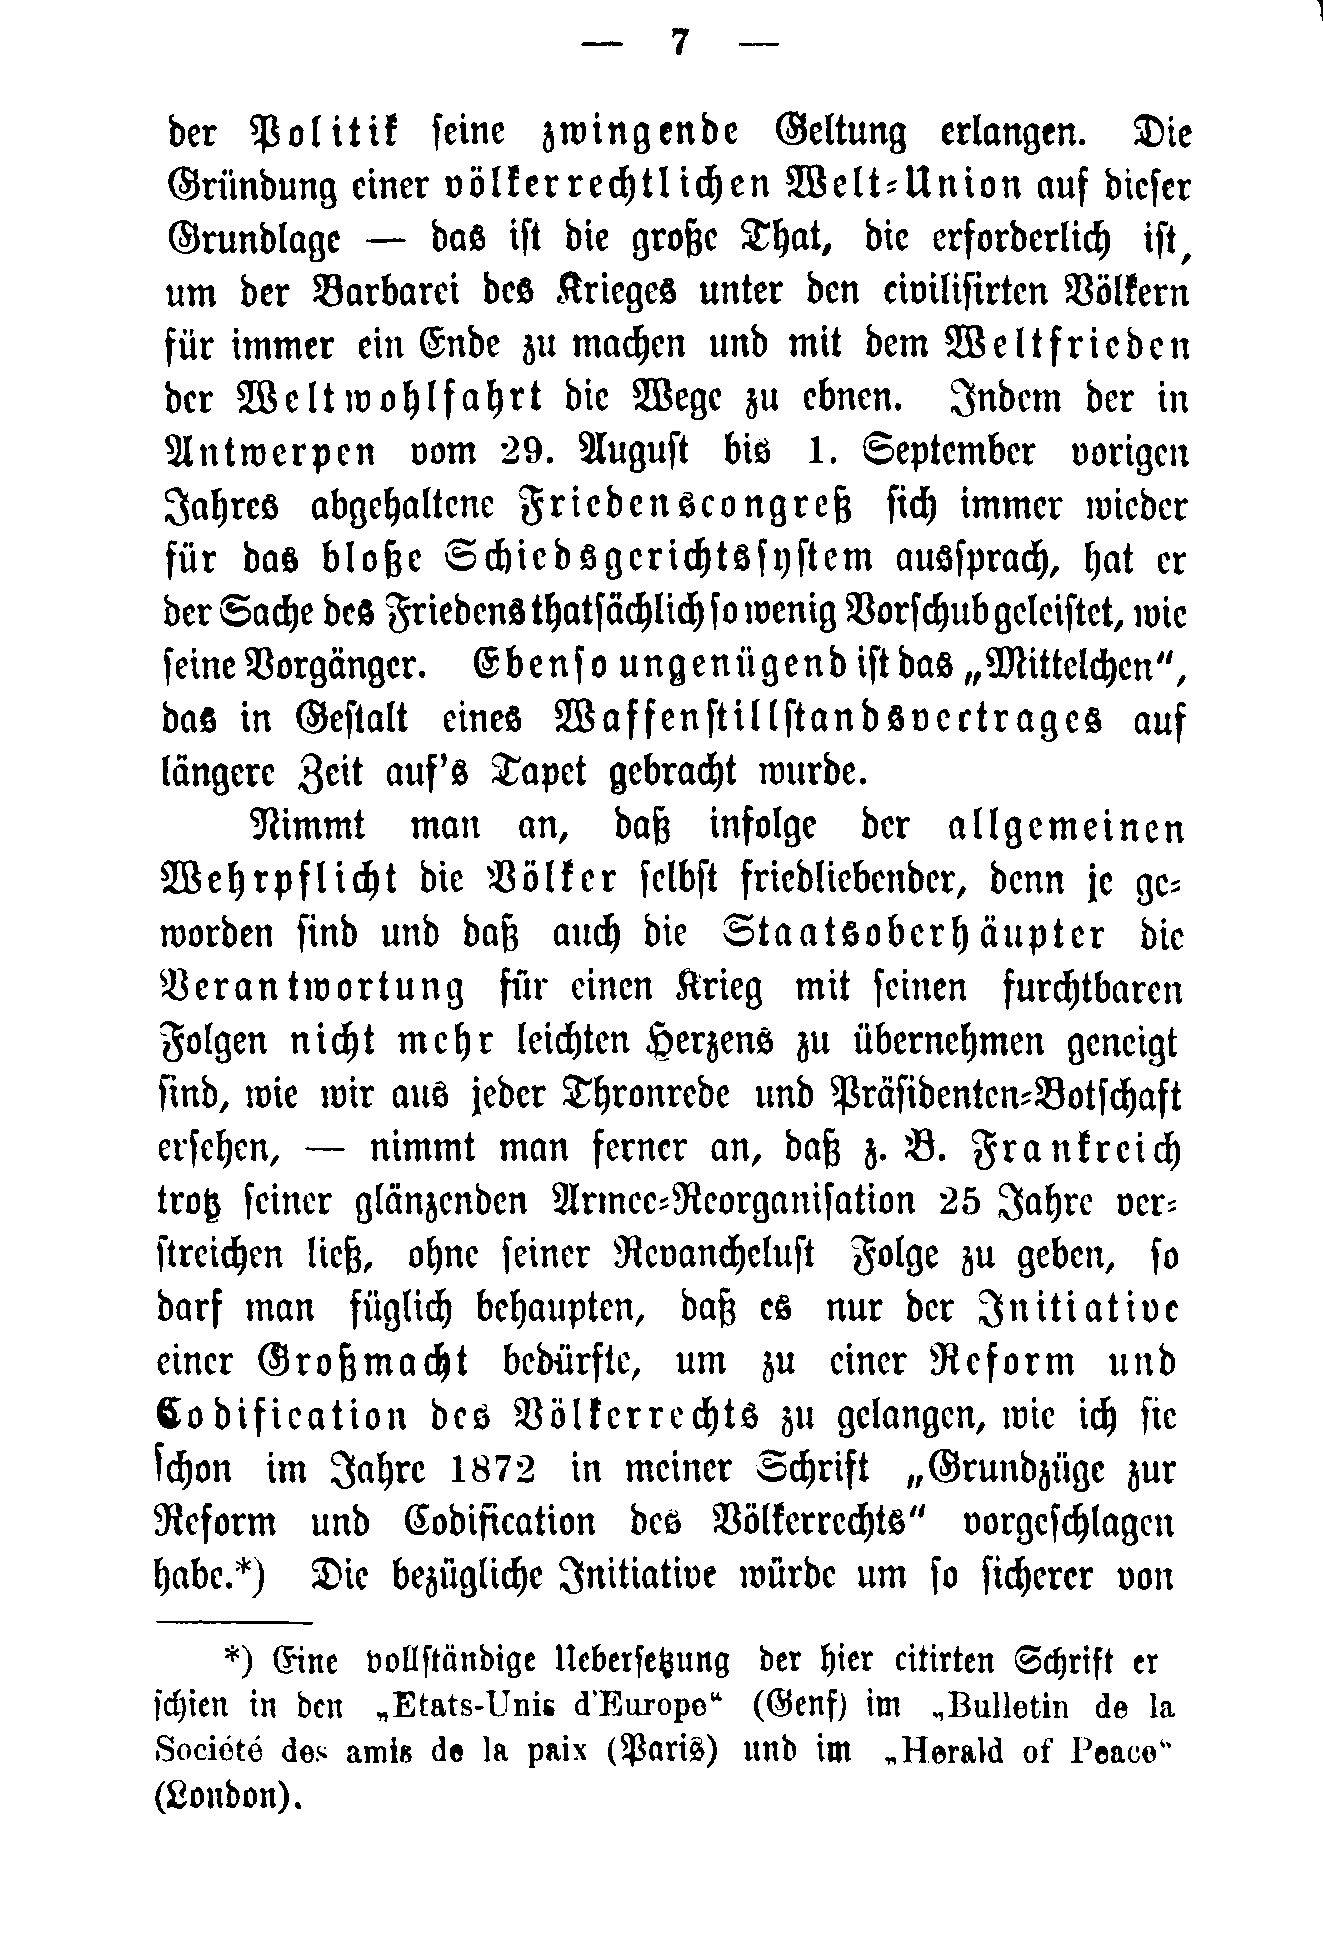 — 7 —
der Politik seine zwingende Geltung erlangen. Die
Gründung einer völkerrechtlichen Welt-Union auf dieser
Grundlage — das ist die große That, die erforderlich ist,
um der Barbarei des Krieges unter den civilisirten Völkern
für immer ein Ende zu machen und mit dem Weltfrieden
der Weltwohlfahrt die Wege zu ebnen. Indem der in
Antwerpen vom 29. August bis 1. September vorigen
Jahres abgehaltene Friedenscongreß sich immer wieder
für das bloße Schiedsgerichtssystem aussprach, hat er
der Sache des Friedens thatsächlich so wenig Vorschub geleistet, wie
seine Vorgänger. Ebenso ungenügend ist das „Mittelchen“,
das in Gestalt eines Waffenstillstandsvertrages auf
längere Zeit auf's Tapet gebracht wurde.
Nimmt man an, daß infolge der allgemeinen
Wehrpflicht die Völker selbst friedliebender, denn je ge-
worden sind und daß auch die Staatsoberhäupter die
Verantwortung für einen Krieg mit seinen furchtbaren
Folgen nicht mehr leichten Herzens zu übernehmen geneigt
sind, wie wir aus jeder Thronrede und Präsidenten-Botschaft
ersehen, — nimmt man ferner an, daß z. B. Frankreich
trotz seiner glänzenden Armee-Reorganisation 25 Jahre ver-
streichen ließ, ohne seiner Revanchelust Folge zu geben, so
darf man füglich behaupten, daß es nur der Initiative
einer Großmacht bedürfte, um zu einer Reform und
Codification des Völkerrechts zu gelangen, wie ich sie
schon im Jahre 1872 in meiner Schrift „Grundzüge zur
Reform und Codification des Völkerrechts“ vorgeschlagen
habe.*) Die bezügliche Initiative würde um so sicherer von
*) Eine vollständige Uebersetzung der hier citirten Schrift er
schien in den „Etats-Unis d'Europe“ (Genf) im „Bulletin de la
Société des amis de la paix (Paris) und im „Herald of Peace“
(London).